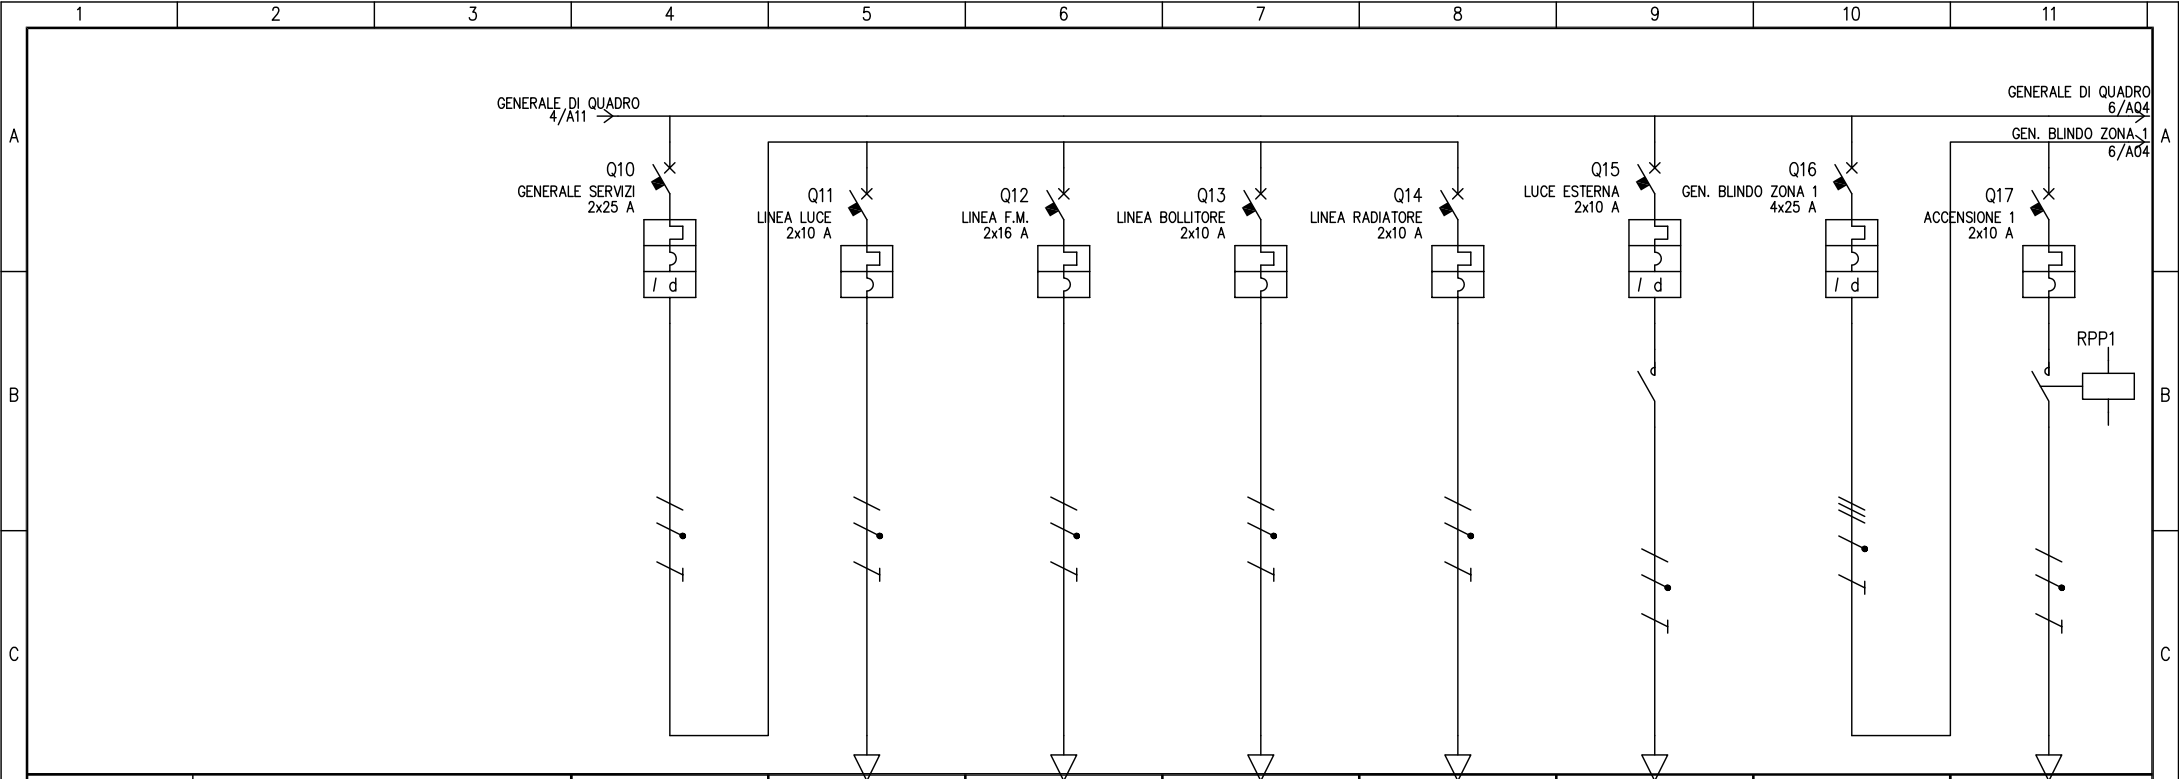 1 2 3 4 5 6 7 8 9 10 11
GENERALE DI QUADRO
4/A11
GENERALE DI QUADRO
6/A04
GEN. BLINDO ZONA 1
6/A04
A A
Q10
GENERALE SERVIZI
2x25 A
Q11
LINEA LUCE
2x10 A
Q12
LINEA F.M.
2x16 A
Q13
LINEA BOLLITORE
2x10 A
Q14
LINEA RADIATORE
2x10 A
Q15
LUCE ESTERNA
2x10 A
Q16
GEN. BLINDO ZONA 1
4x25 A
Q17
ACCENSIONE 1
2x10 A
I d
I d
I d
RPP1
B B
C C